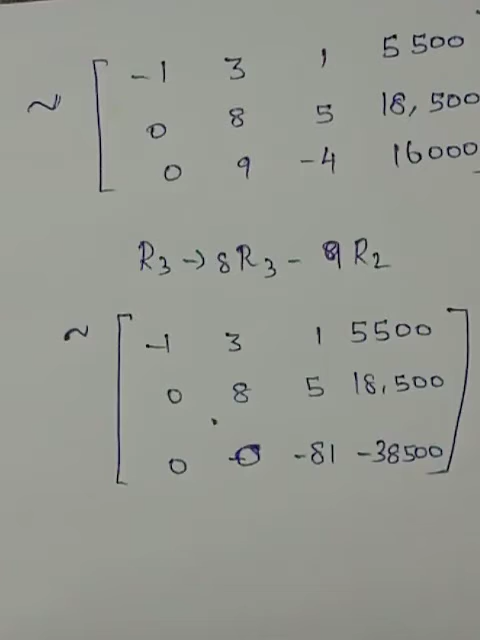 -1 3 1 5500
~ 0 8 5 18,500
0 9 -4 16000
R3 → 8R3 - 9R2
~ -1 3 1 5500
0 8 5 18,500
0 0 -81 -38500